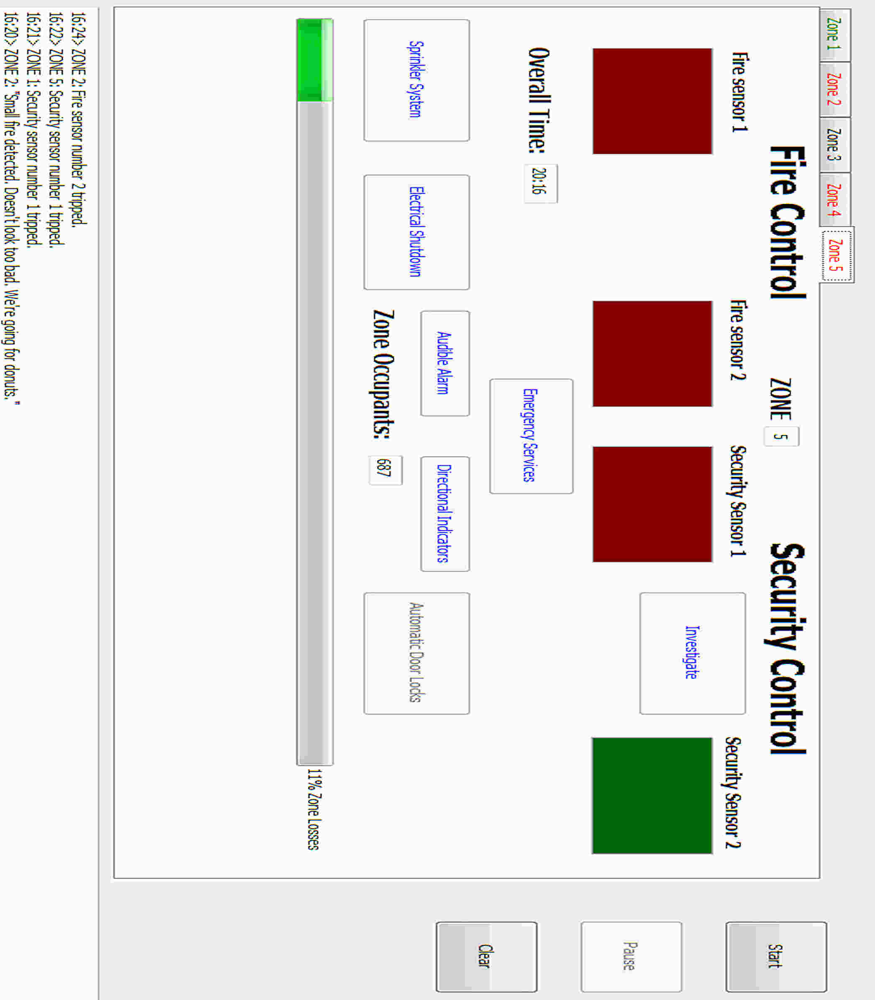 Zone 1 Zone 2 Zone 3 Zone 4 Zone 5
Fire Control ZONE 5 Security Control
Fire sensor 1 Fire sensor 2 Security Sensor 1 Security Sensor 2
Investigate
Overall Time: 20:16
Emergency Services
Sprinkler System Electrical Shutdown Audible Alarm Directional Indicators Automatic Door Locks
Zone Occupants: 687
11% Zone Losses
Start
Pause
Clear
16:24> ZONE 2: Fire sensor number 2 tripped.
16:22> ZONE 5: Security sensor number 1 tripped.
16:21> ZONE 1: Security sensor number 1 tripped.
16:20> ZONE 2: "Small fire detected. Doesn't look too bad. We're going for donuts. "